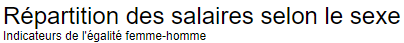 Répartition des salaires selon le sexe
Indicateurs de l'égalité femme-homme